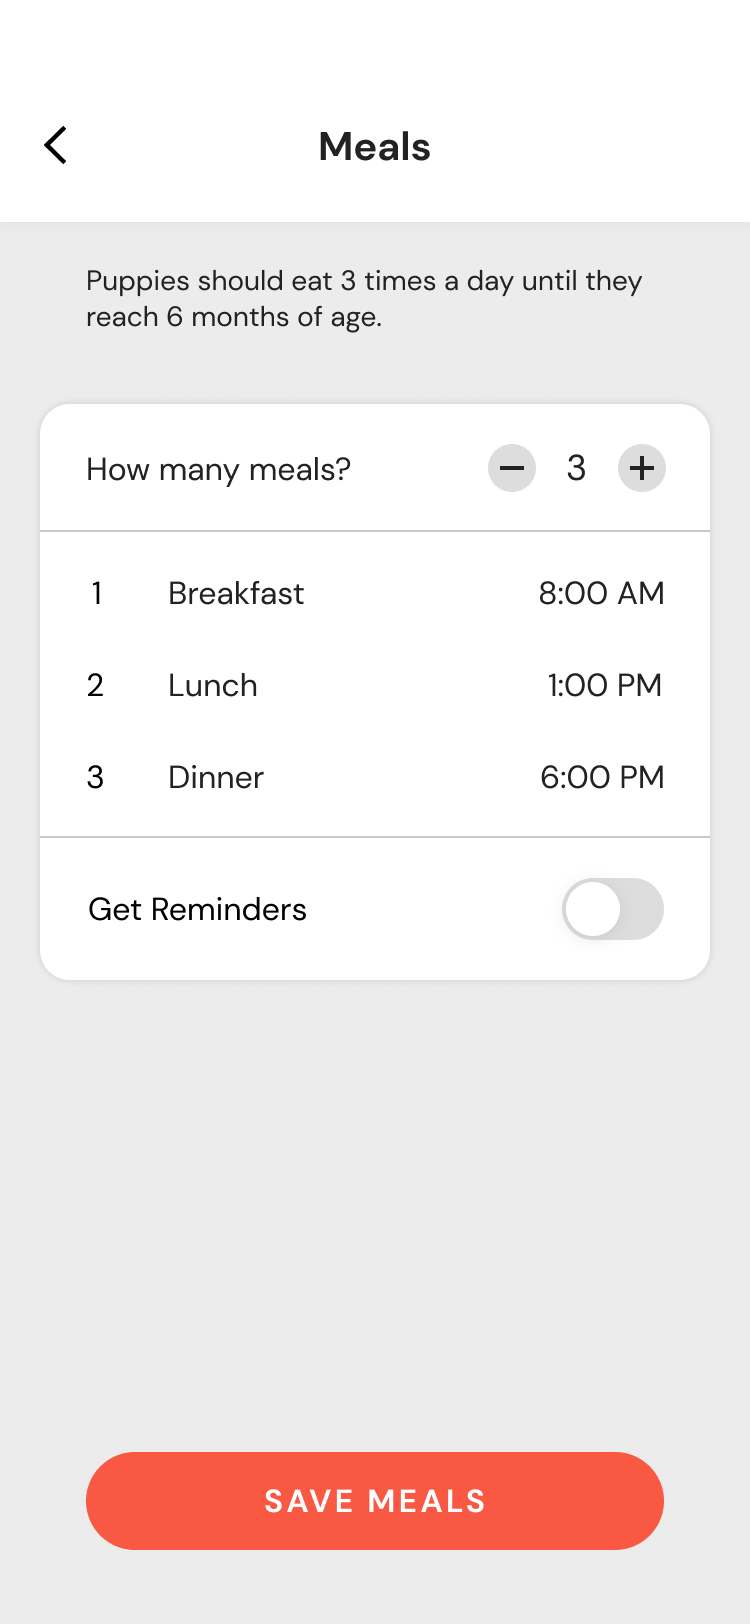 Meals
Puppies should eat 3 times a day until they
reach 6 months of age.
How many meals? 3
1 Breakfast 8:00 AM
2 Lunch 1:00 PM
3 Dinner 6:00 PM
Get Reminders
SAVE MEALS